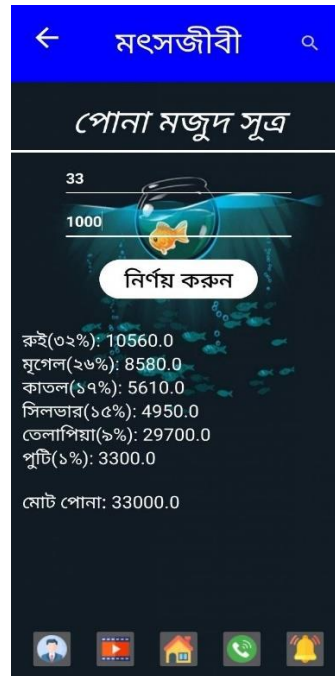 মৎসজীবী
পোনা মজুদ সূত্র
33
1000
নির্ণয় করুন
রুই(৩২%): 10560.0
মৃগেল(২৬%): 8580.0
কাতল(১৭%): 5610.0
সিলভার(১৫%): 4950.0
তেলাপিয়া(৯%): 29700.0
পুটি(১%): 3300.0
মোট পোনা: 33000.0